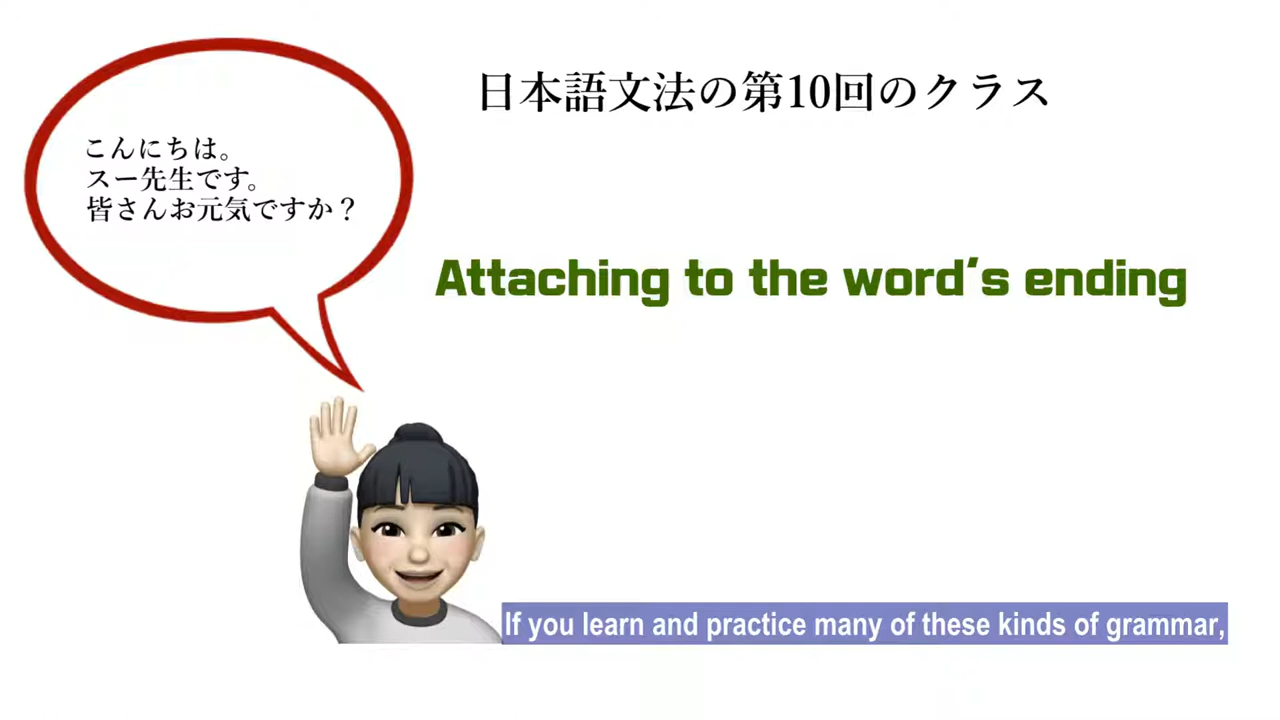 日本語文法の第10回のクラス
こんにちは。
スー先生です。
皆さんお元気ですか？
Attaching to the word's ending
If you learn and practice many of these kinds of grammar,